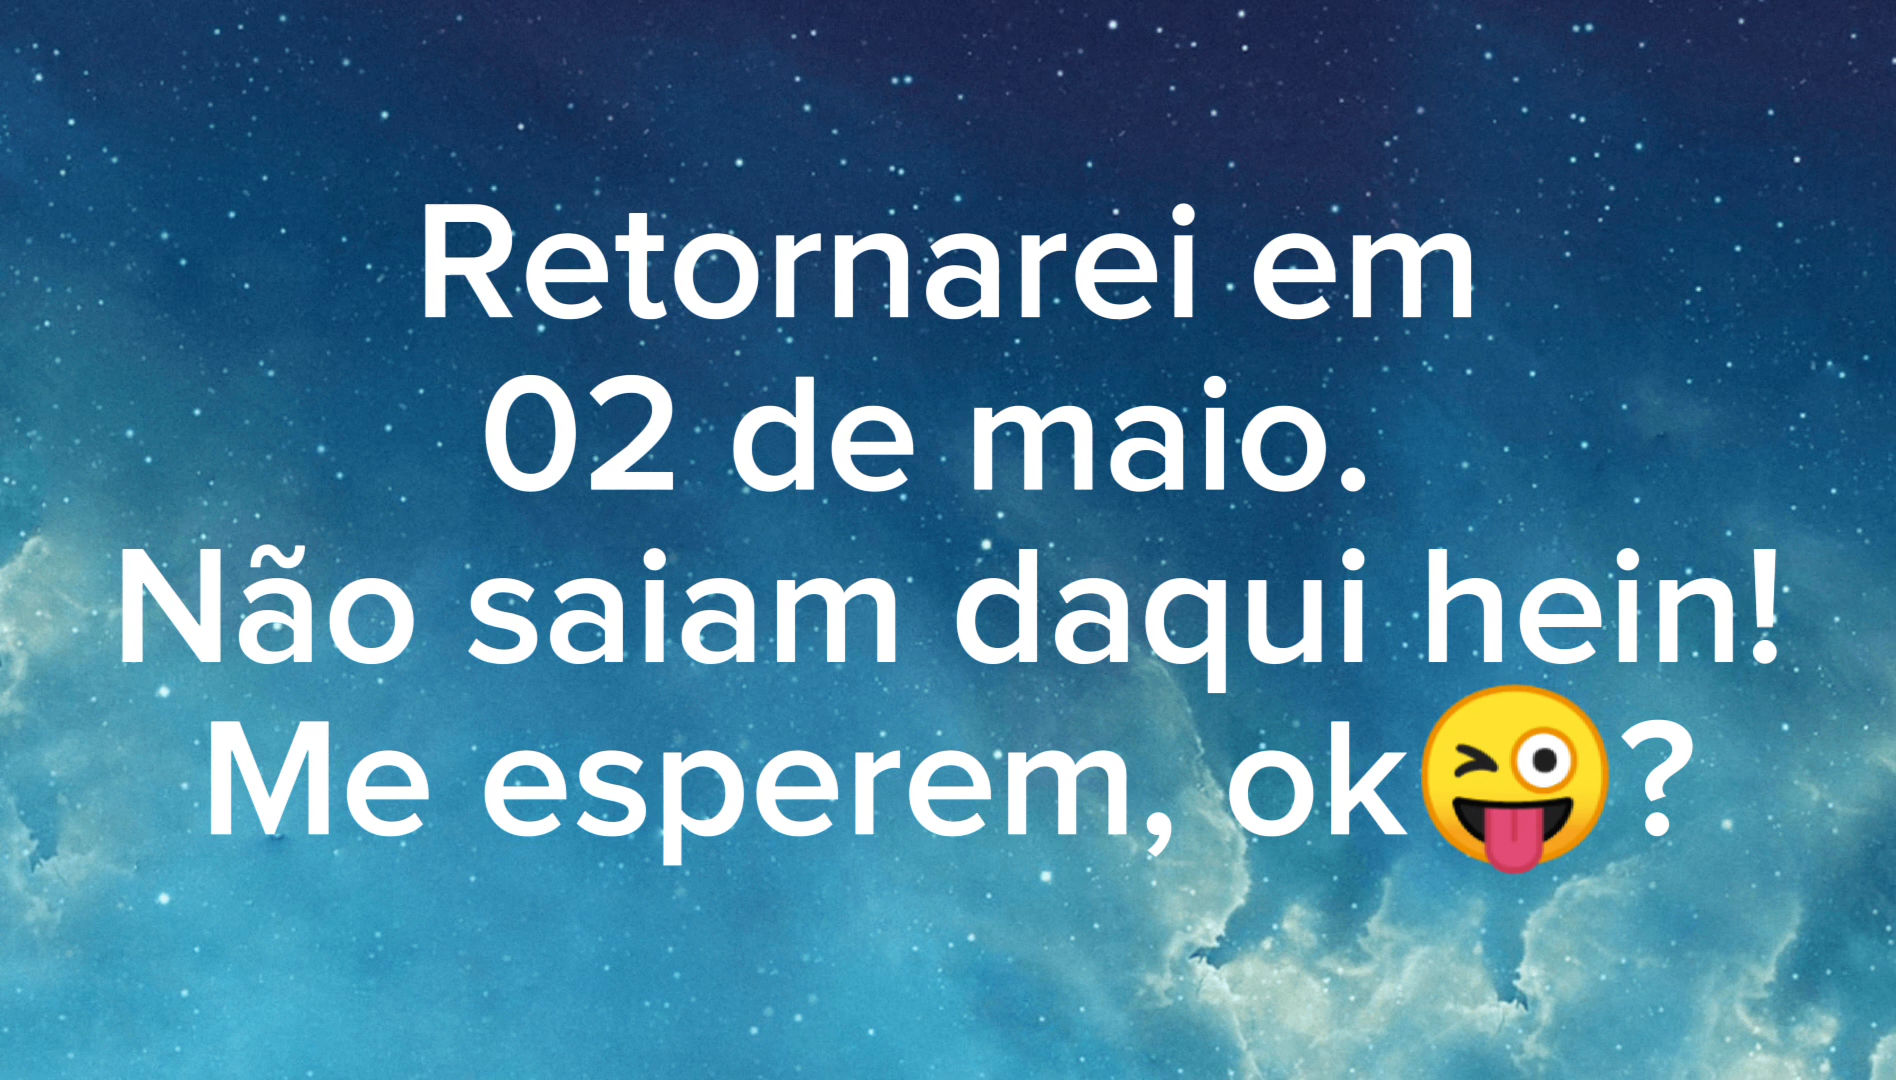 Retornarei em
02 de maio.
Não saiam daqui hein!
Me esperem, ok😜?